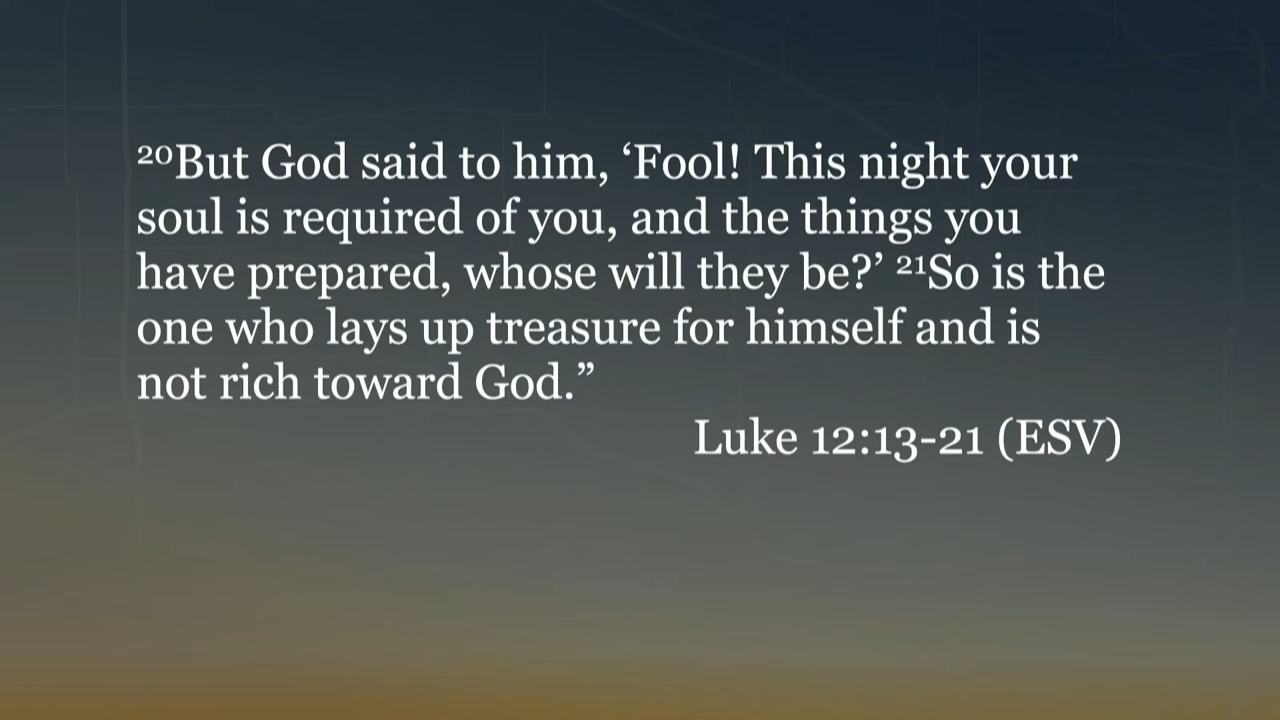 ²⁰But God said to him, ‘Fool! This night your
soul is required of you, and the things you
have prepared, whose will they be?’ ²¹So is the
one who lays up treasure for himself and is
not rich toward God.”
Luke 12:13-21 (ESV)